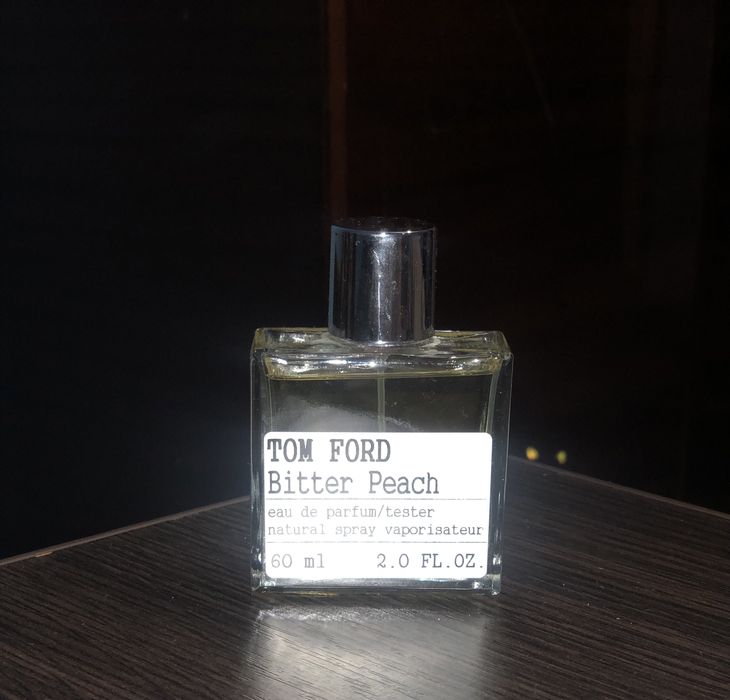 TOM FORD
Bitter Peach
eau de parfum/tester
natural spray vaporisateur
60 ml 2.0 FL.OZ.